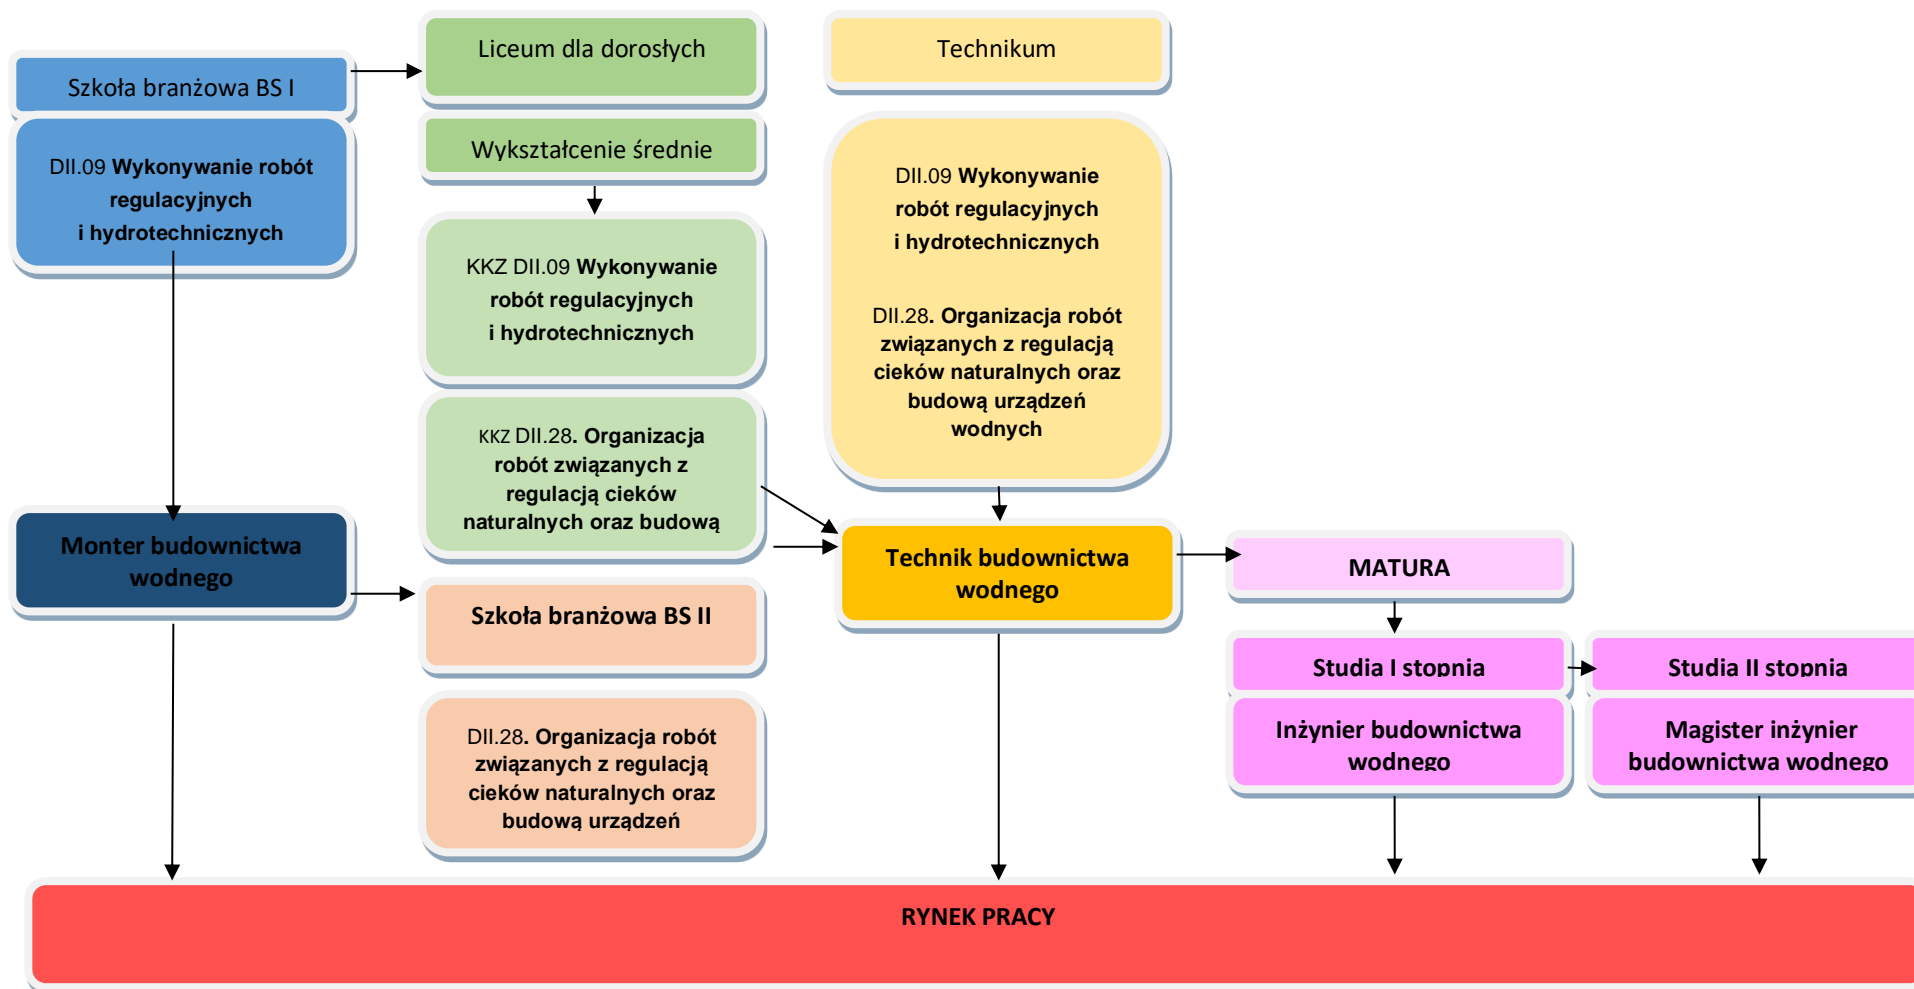 Szkoła branżowa BS I
DII.09 Wykonywanie robót
regulacyjnych
i hydrotechnicznych
Monter budownictwa
wodnego
Liceum dla dorosłych
Wykształcenie średnie
KKZ DII.09 Wykonywanie
robót regulacyjnych
i hydrotechnicznych
KKZ DII.28. Organizacja
robót związanych z
regulacją cieków
naturalnych oraz budową
Szkoła branżowa BS II
DII.28. Organizacja robót
związanych z regulacją
cieków naturalnych oraz
budową urządzeń
Technikum
DII.09 Wykonywanie
robót regulacyjnych
i hydrotechnicznych
DII.28. Organizacja robót
związanych z regulacją
cieków naturalnych oraz
budową urządzeń
wodnych
Technik budownictwa
wodnego
MATURA
Studia I stopnia
Inżynier budownictwa
wodnego
Studia II stopnia
Magister inżynier
budownictwa wodnego
RYNEK PRACY